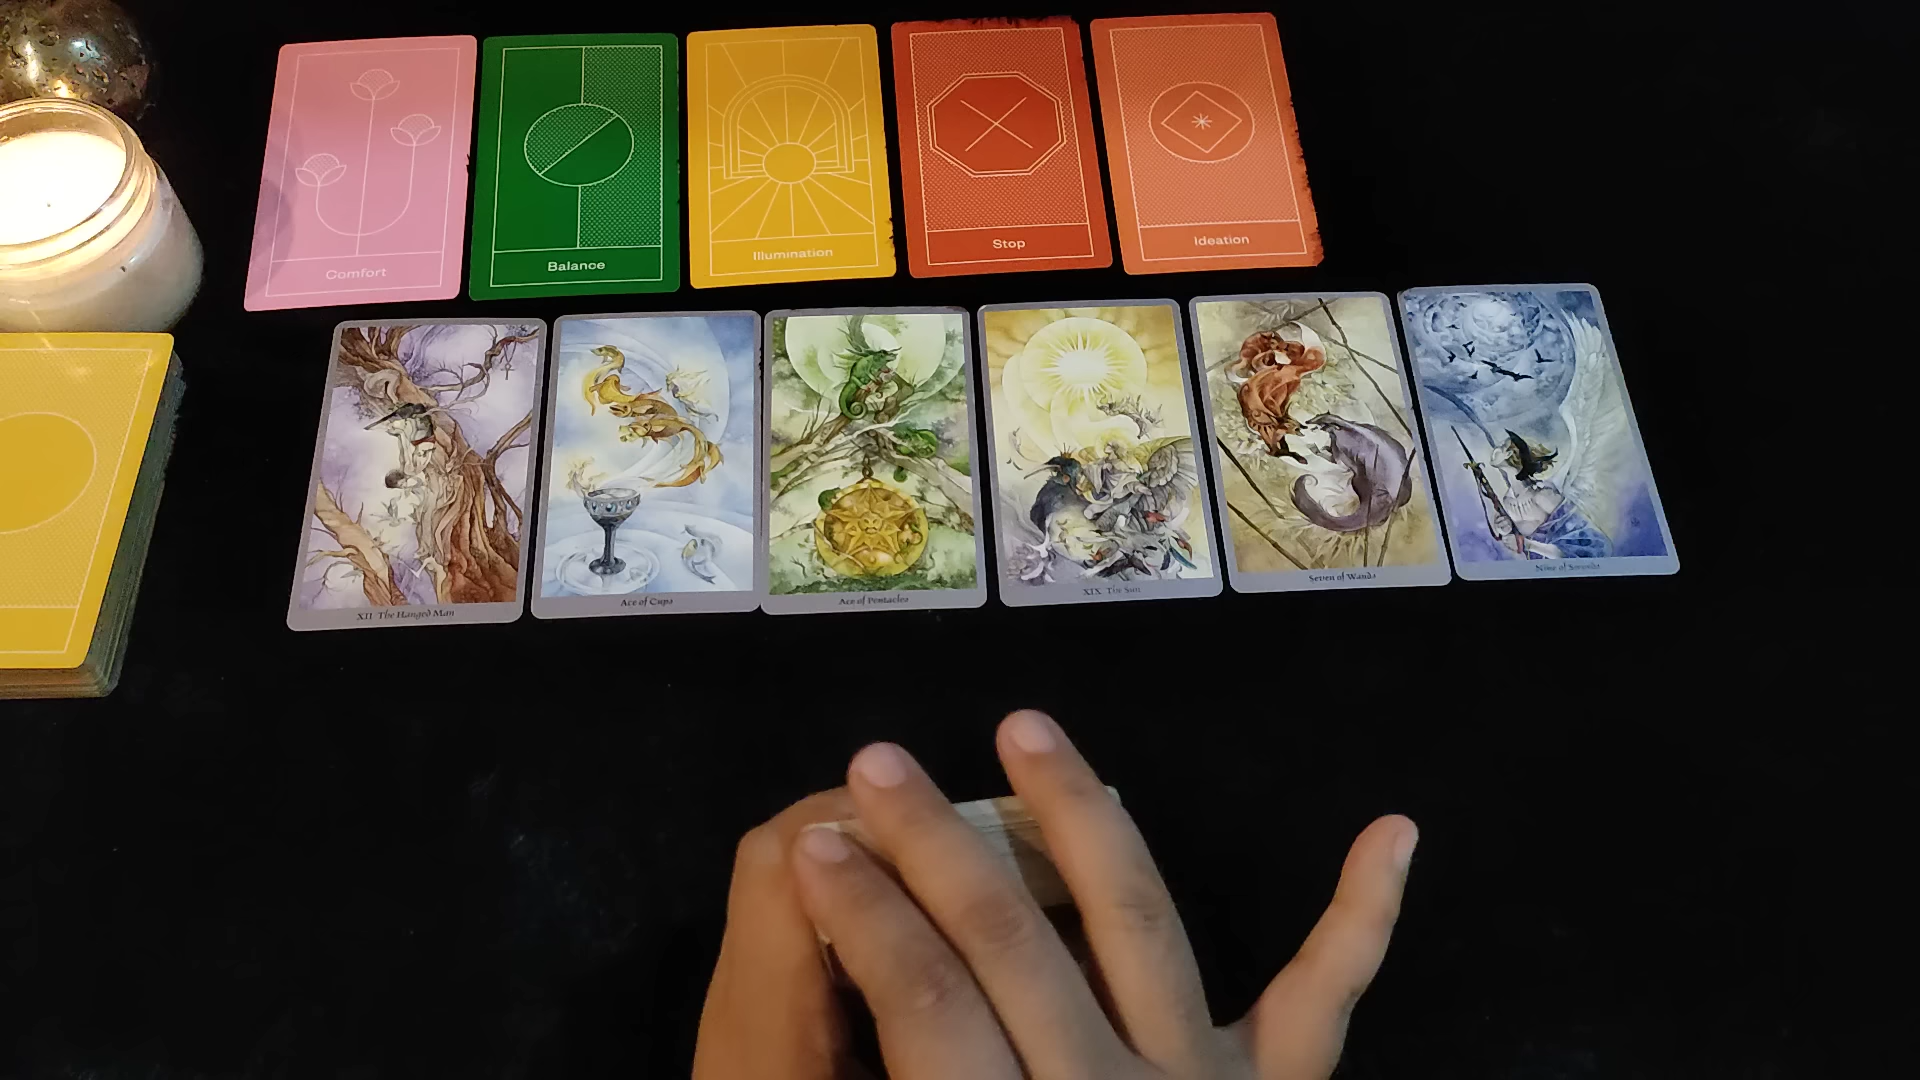 Comfort
Balance
Illumination
Stop
Ideation
XII The Hanged Man
Ace of Cups
Ace of Pentacles
XIX The Sun
Seven of Wands
Nine of Swords